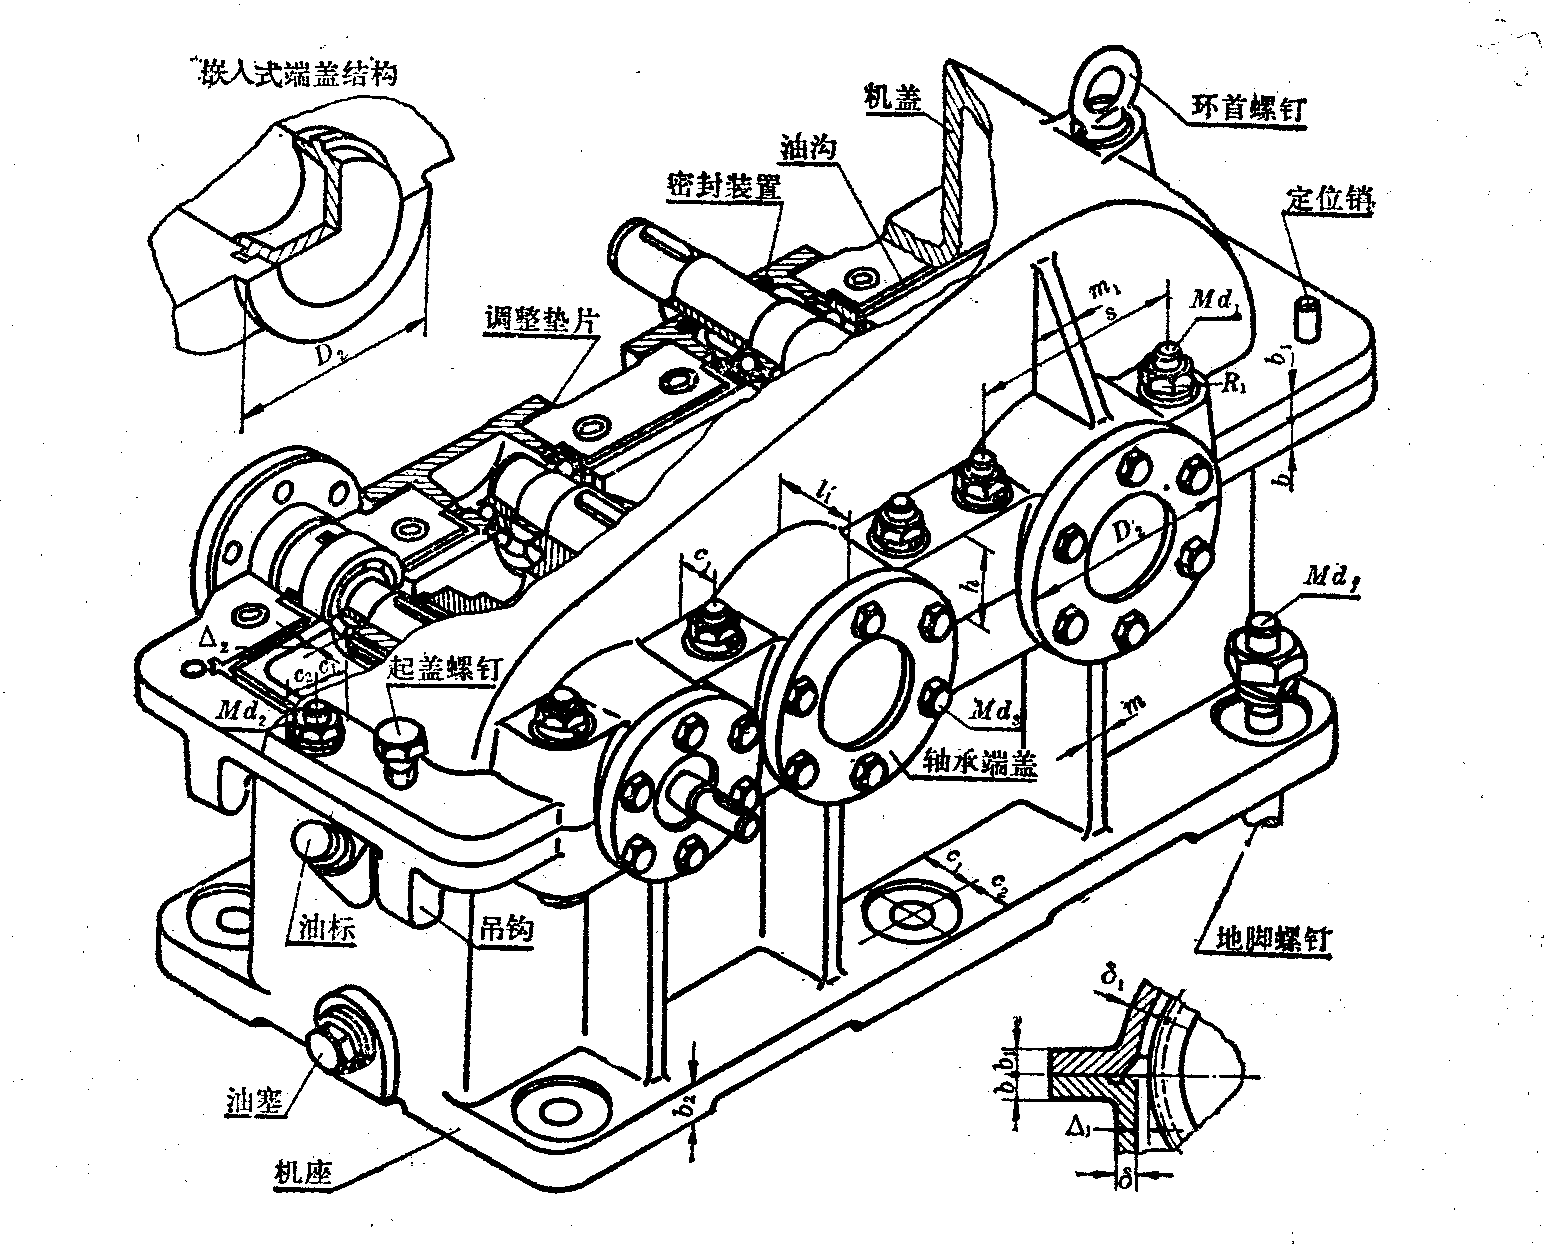 嵌入式端盖结构
机盖
环首螺钉
油沟
密封装置
定位销
调整垫片
D₂
m₁
s
Md₁
b₁
R₁
b
l₁
D₂
c₁
h
Md_f
Δ₂
c₂
c₁
起盖螺钉
Md₂
Md₃
m
轴承端盖
c₁
c₂
油标
吊钩
地脚螺钉
δ₁
b₁
b
油塞
b₂
Δ₁
机座
δ